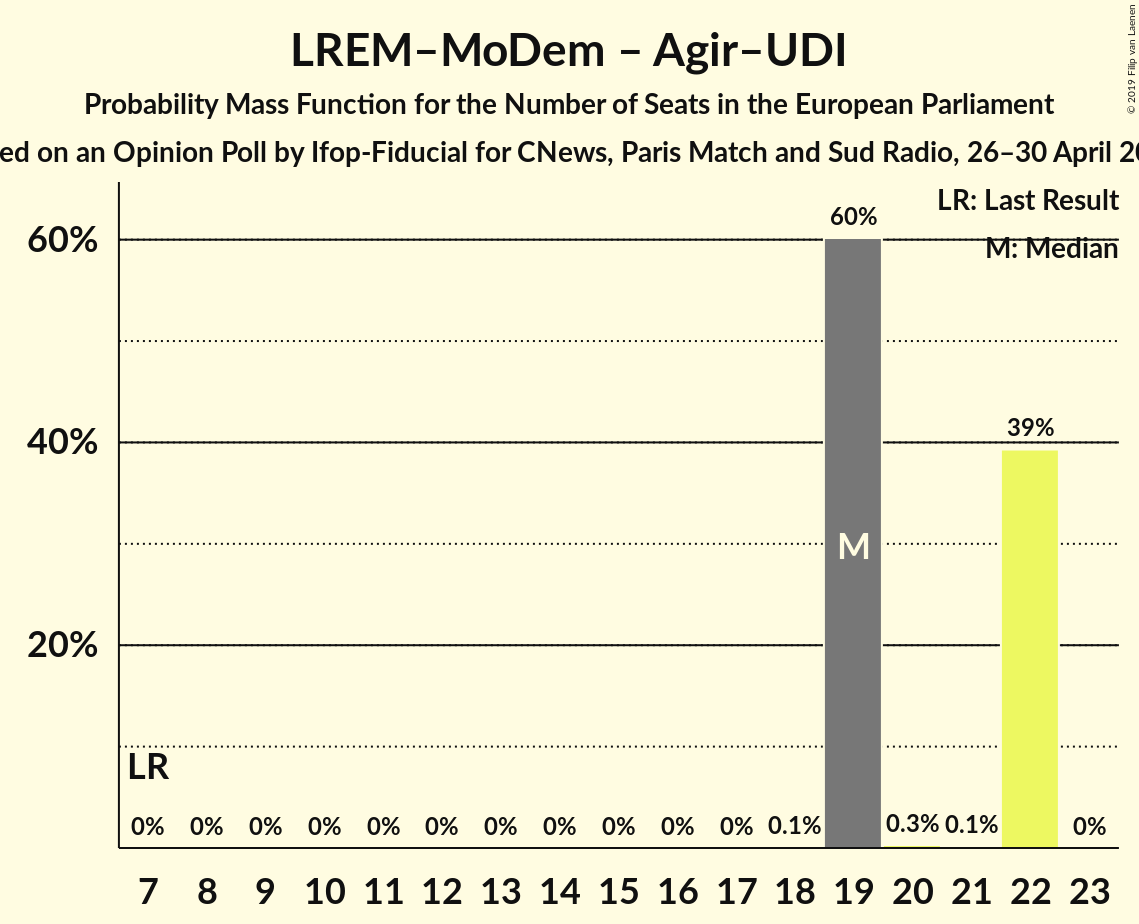 LREM–MoDem – Agir–UDI
Probability Mass Function for the Number of Seats in the European Parliament
on an Opinion Poll by Ifop-Fiducial for CNews, Paris Match and Sud Radio, 26–30 April
© 2019 Filip van Laenen
LR: Last Result
M: Median
60%
40%
20%
60%
39%
M
LR
0% 0% 0% 0% 0% 0% 0% 0% 0% 0% 0% 0.1% 0.3% 0.1% 0%
7 8 9 10 11 12 13 14 15 16 17 18 19 20 21 22 23